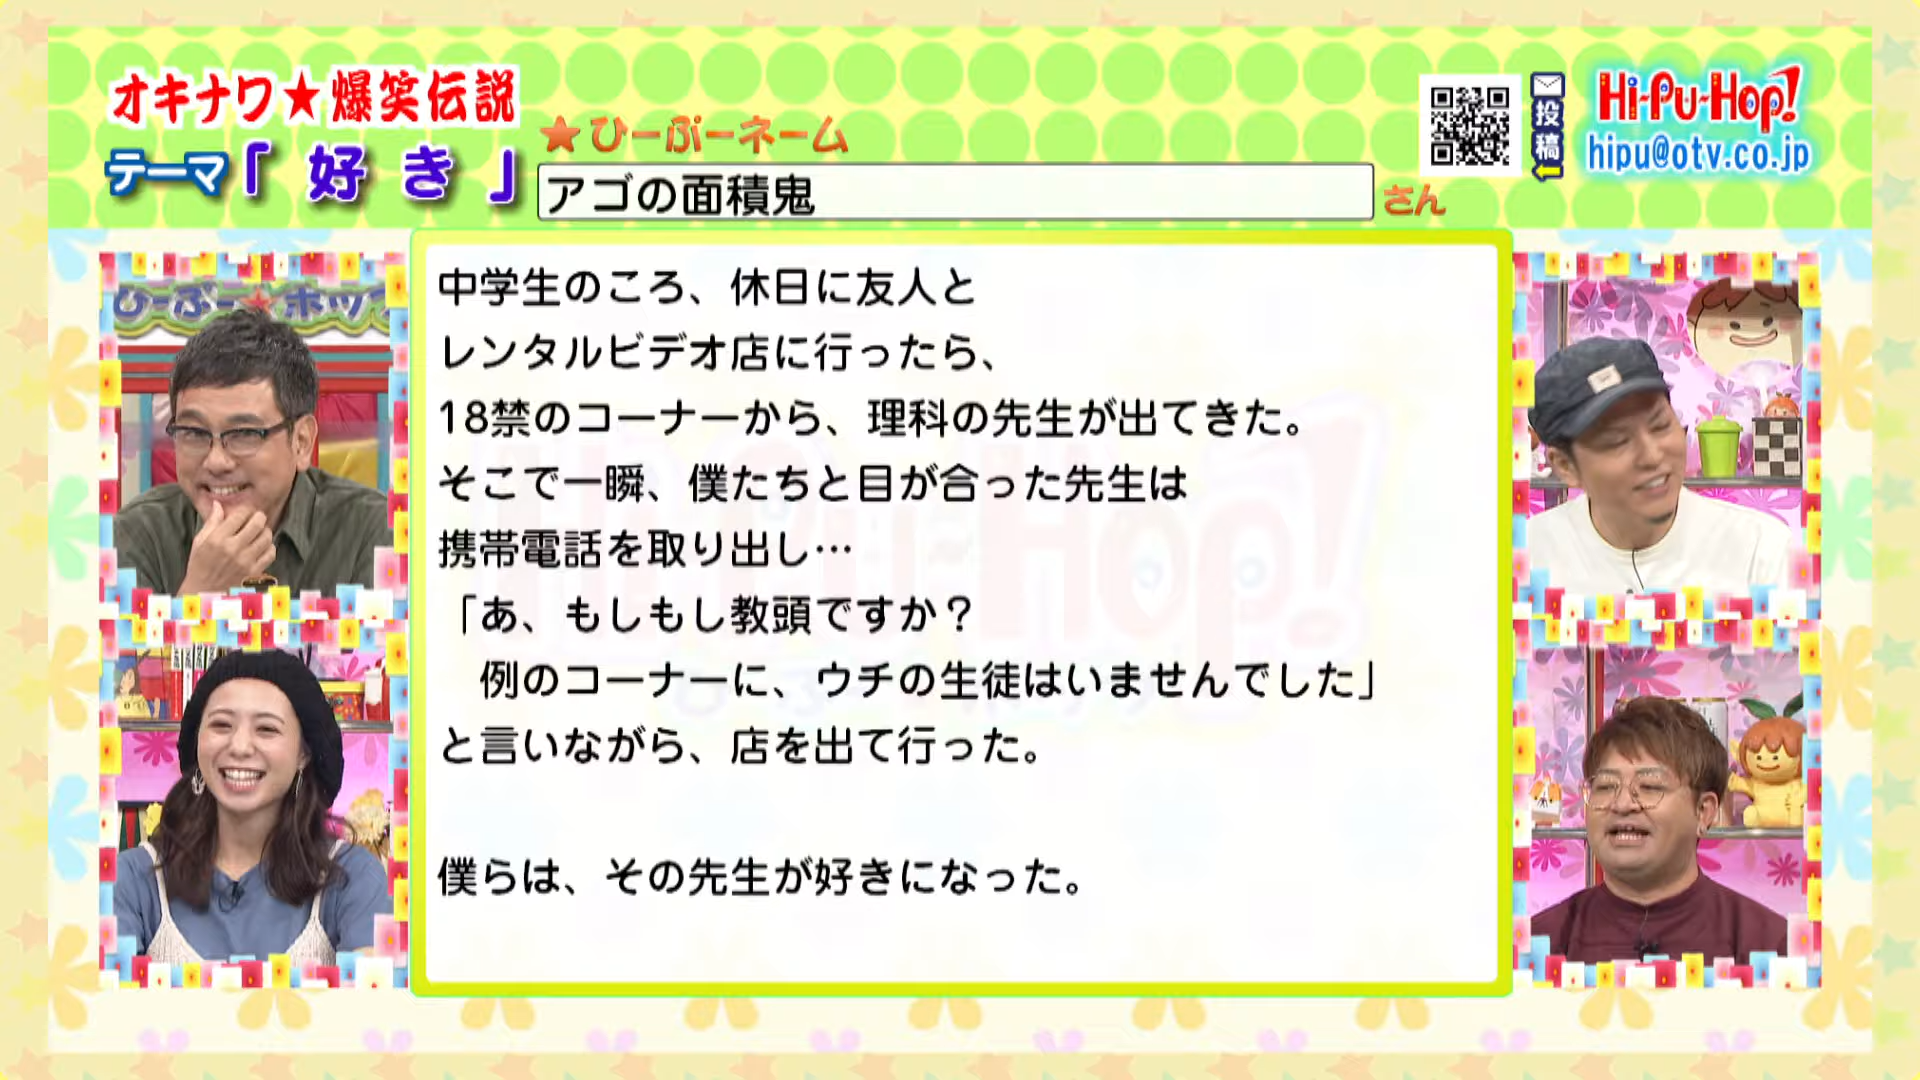 オキナワ★爆笑伝説
テーマ「好き」
★ひーぷーネーム
アゴの面積鬼
さん
投稿
Hi-Pu-Hop!
hipu@otv.co.jp
ひーぷー★ホップ
中学生のころ、休日に友人と
レンタルビデオ店に行ったら、
18禁のコーナーから、理科の先生が出てきた。
そこで一瞬、僕たちと目が合った先生は
携帯電話を取り出し…
「あ、もしもし教頭ですか？
例のコーナーに、ウチの生徒はいませんでした」
と言いながら、店を出て行った。
僕らは、その先生が好きになった。